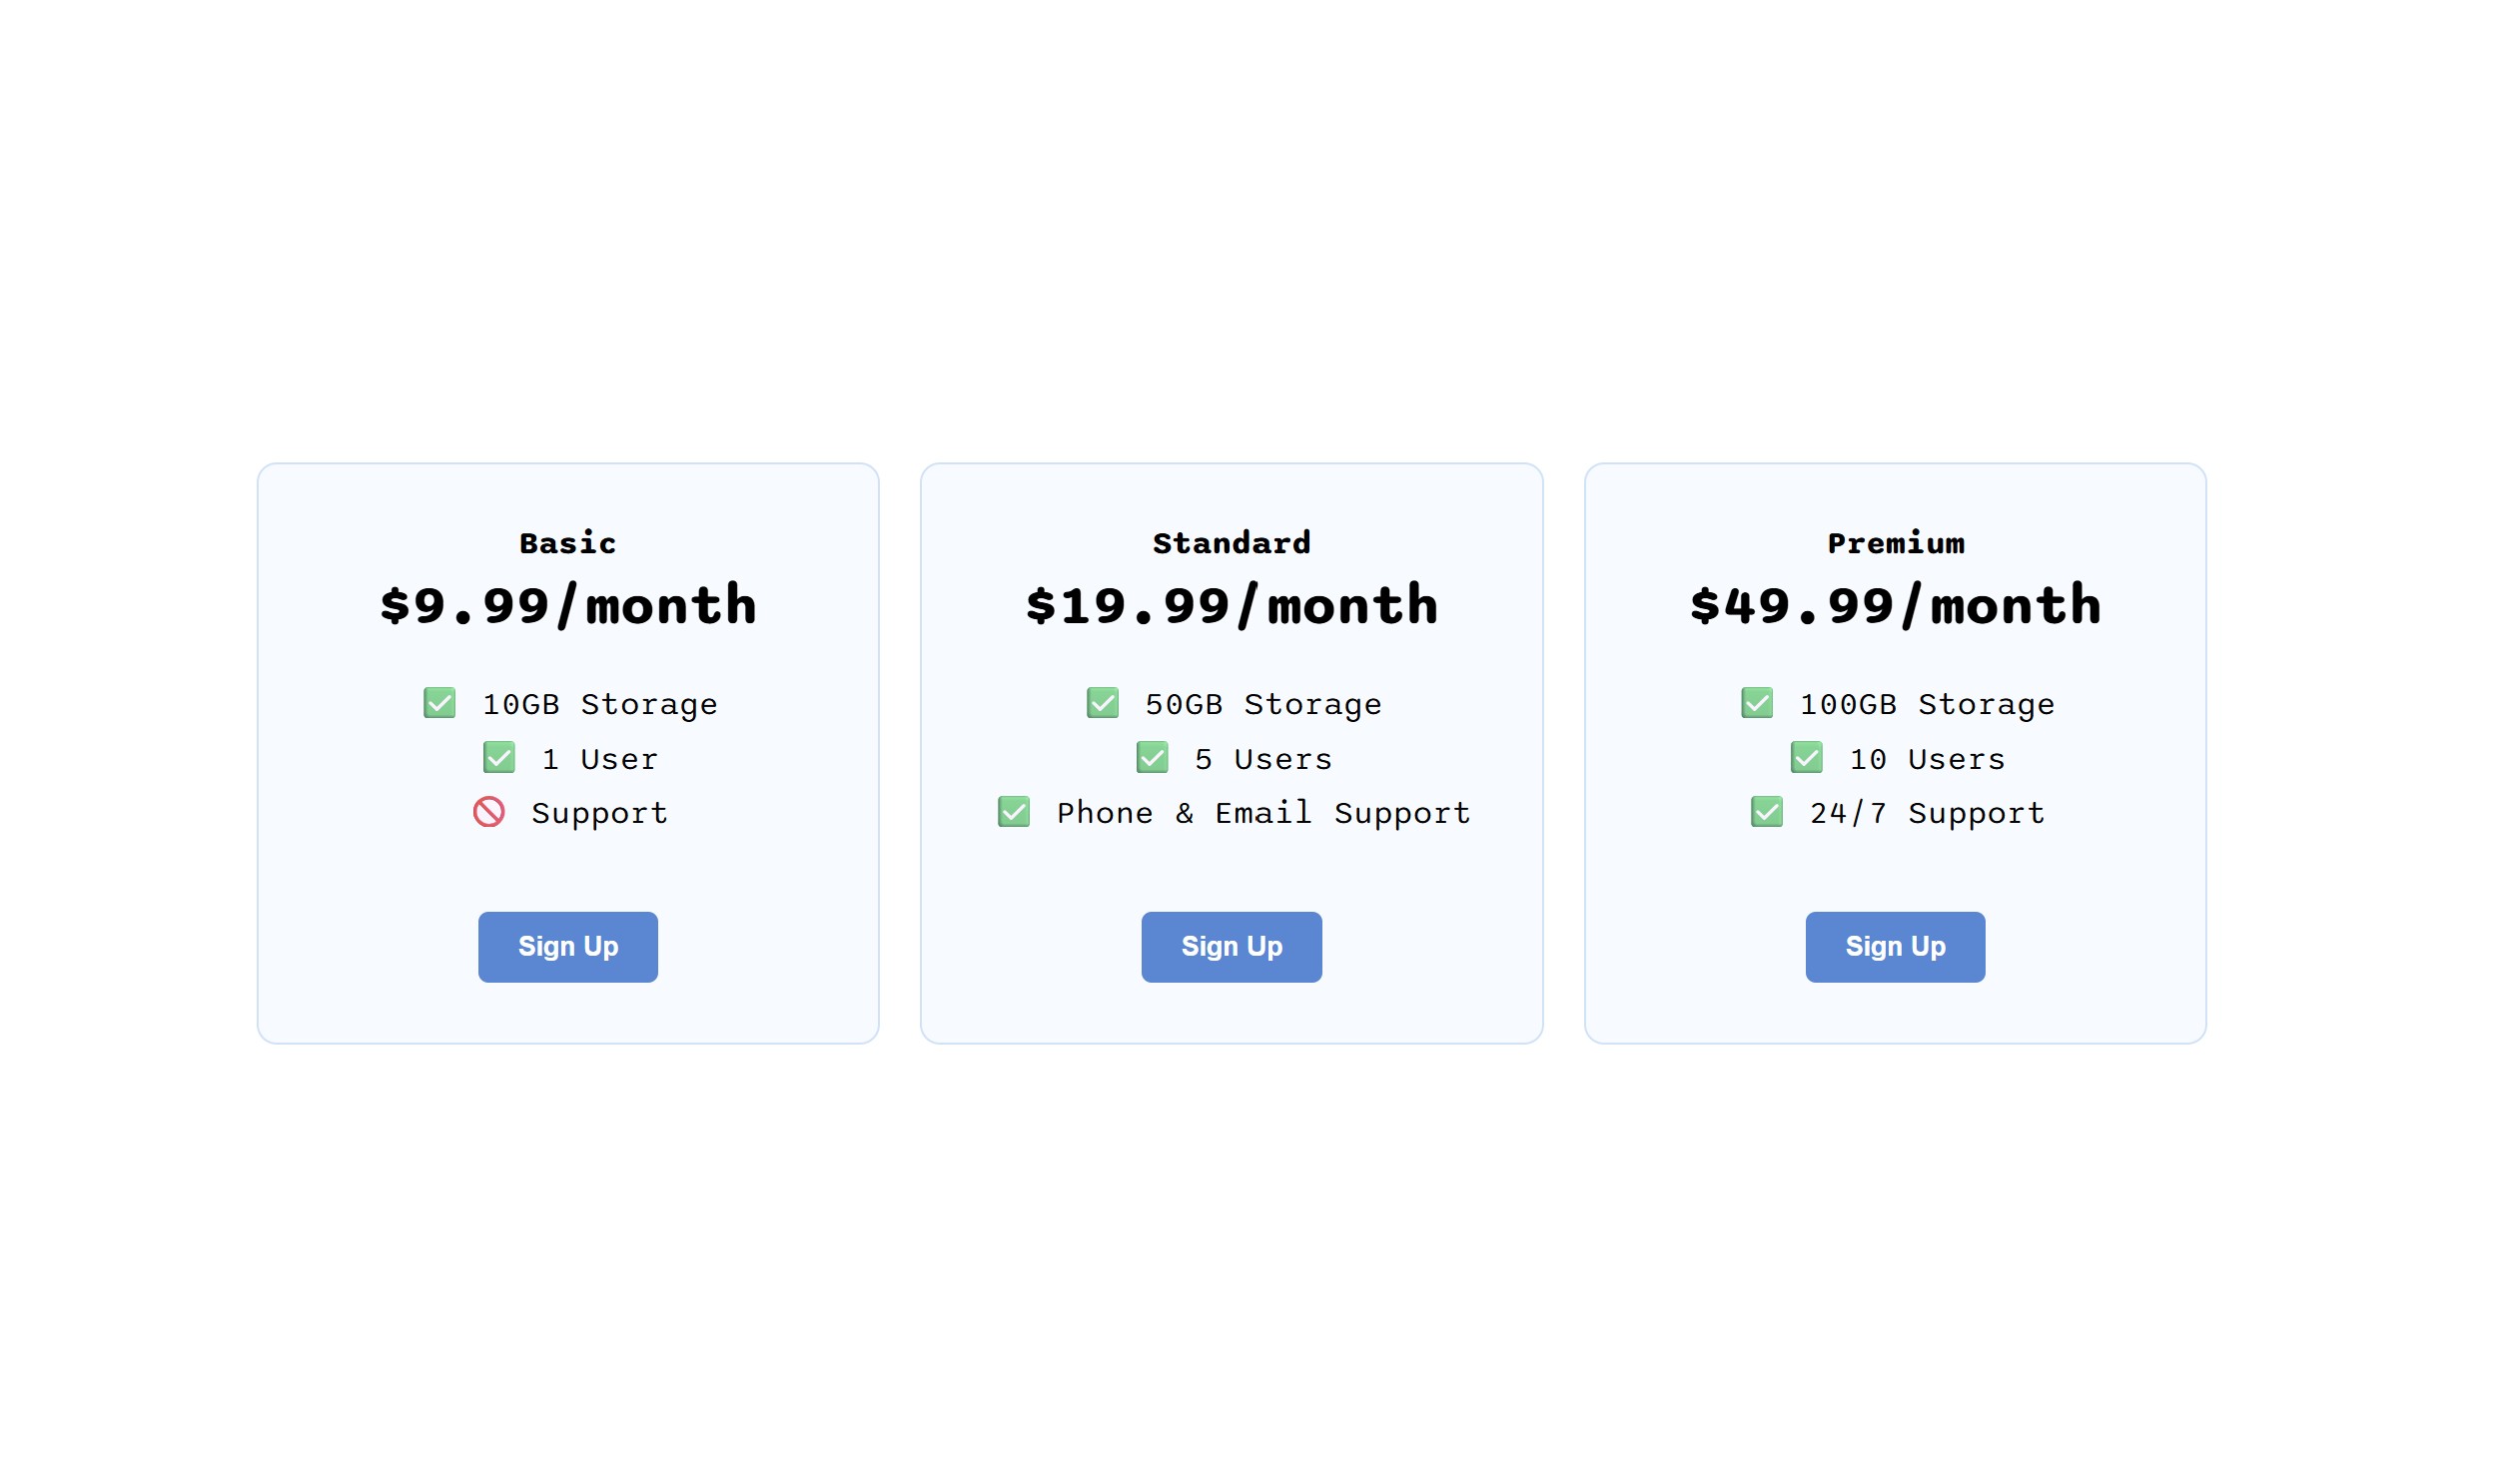 Basic
$9.99/month
✅ 10GB Storage
✅ 1 User
🚫 Support
Sign Up
Standard
$19.99/month
✅ 50GB Storage
✅ 5 Users
✅ Phone & Email Support
Sign Up
Premium
$49.99/month
✅ 100GB Storage
✅ 10 Users
✅ 24/7 Support
Sign Up